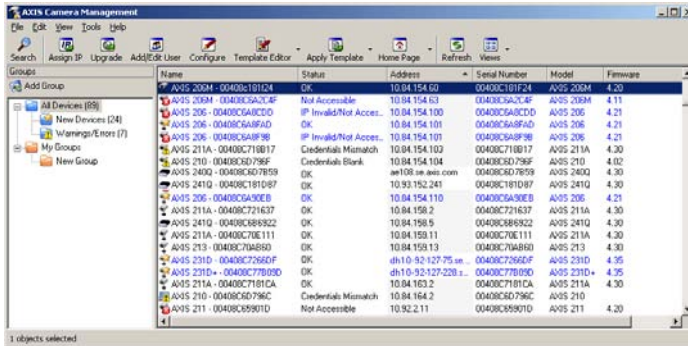 AXIS Camera Management
File Edit View Tools Help
Search Assign IP Upgrade Add/Edit User Configure Template Editor Apply Template Home Page Refresh Views
Groups
Add Group
All Devices (89)
New Devices (24)
Warnings/Errors (7)
My Groups
New Group
Name Status Address Serial Number Model Firmware
AXIS 206M - 00408c181f24 OK 10.84.154.60 00408C181F24 AXIS 206M 4.20
AXIS 206M - 00408C6A2C4F Not Accessible 10.84.154.63 00408C6A2C4F AXIS 206M 4.11
AXIS 206 - 00408C6A8CDD IP Invalid/Not Acces... 10.84.154.100 00408C6A8CDD AXIS 206 4.21
AXIS 206 - 00408C6A8FAD OK 10.84.154.101 00408C6A8FAD AXIS 206 4.21
AXIS 206 - 00408C6A8F9B IP Invalid/Not Acces... 10.84.154.101 00408C6A8F9B AXIS 206 4.21
AXIS 211A - 00408C718B17 Credentials Mismatch 10.84.154.103 00408C718B17 AXIS 211A 4.30
AXIS 210 - 00408C6D796F Credentials Blank 10.84.154.104 00408C6D796F AXIS 210 4.02
AXIS 240Q - 00408C6D7B59 OK ae108.se.axis.com 00408C6D7B59 AXIS 240Q 4.30
AXIS 241Q - 00408C181D87 OK 10.93.152.241 00408C181D87 AXIS 241Q 4.30
AXIS 206 - 00408C6A90EB OK 10.84.154.110 00408C6A90EB AXIS 206 4.21
AXIS 211A - 00408C721637 OK 10.84.158.2 00408C721637 AXIS 211A 4.30
AXIS 241Q - 00408C6B6922 OK 10.84.158.5 00408C6B6922 AXIS 241Q 4.30
AXIS 211A - 00408C70E111 OK 10.84.159.11 00408C70E111 AXIS 211A 4.30
AXIS 213 - 00408C70AB60 OK 10.84.159.13 00408C70AB60 AXIS 213 4.30
AXIS 231D - 00408C7266DF OK dh10-92-127-75.se... 00408C7266DF AXIS 231D 4.35
AXIS 231D+ - 00408C77B09D OK dh10-92-127-228.s... 00408C77B09D AXIS 231D+ 4.35
AXIS 211A - 00408C7181CA OK 10.84.163.2 00408C7181CA AXIS 211A 4.30
AXIS 210 - 00408C6D796C Credentials Mismatch 10.84.164.2 00408C6D796C AXIS 210
AXIS 211 - 00408C65901D Not Accessible 10.92.2.11 00408C65901D AXIS 211 4.20
1 objects selected